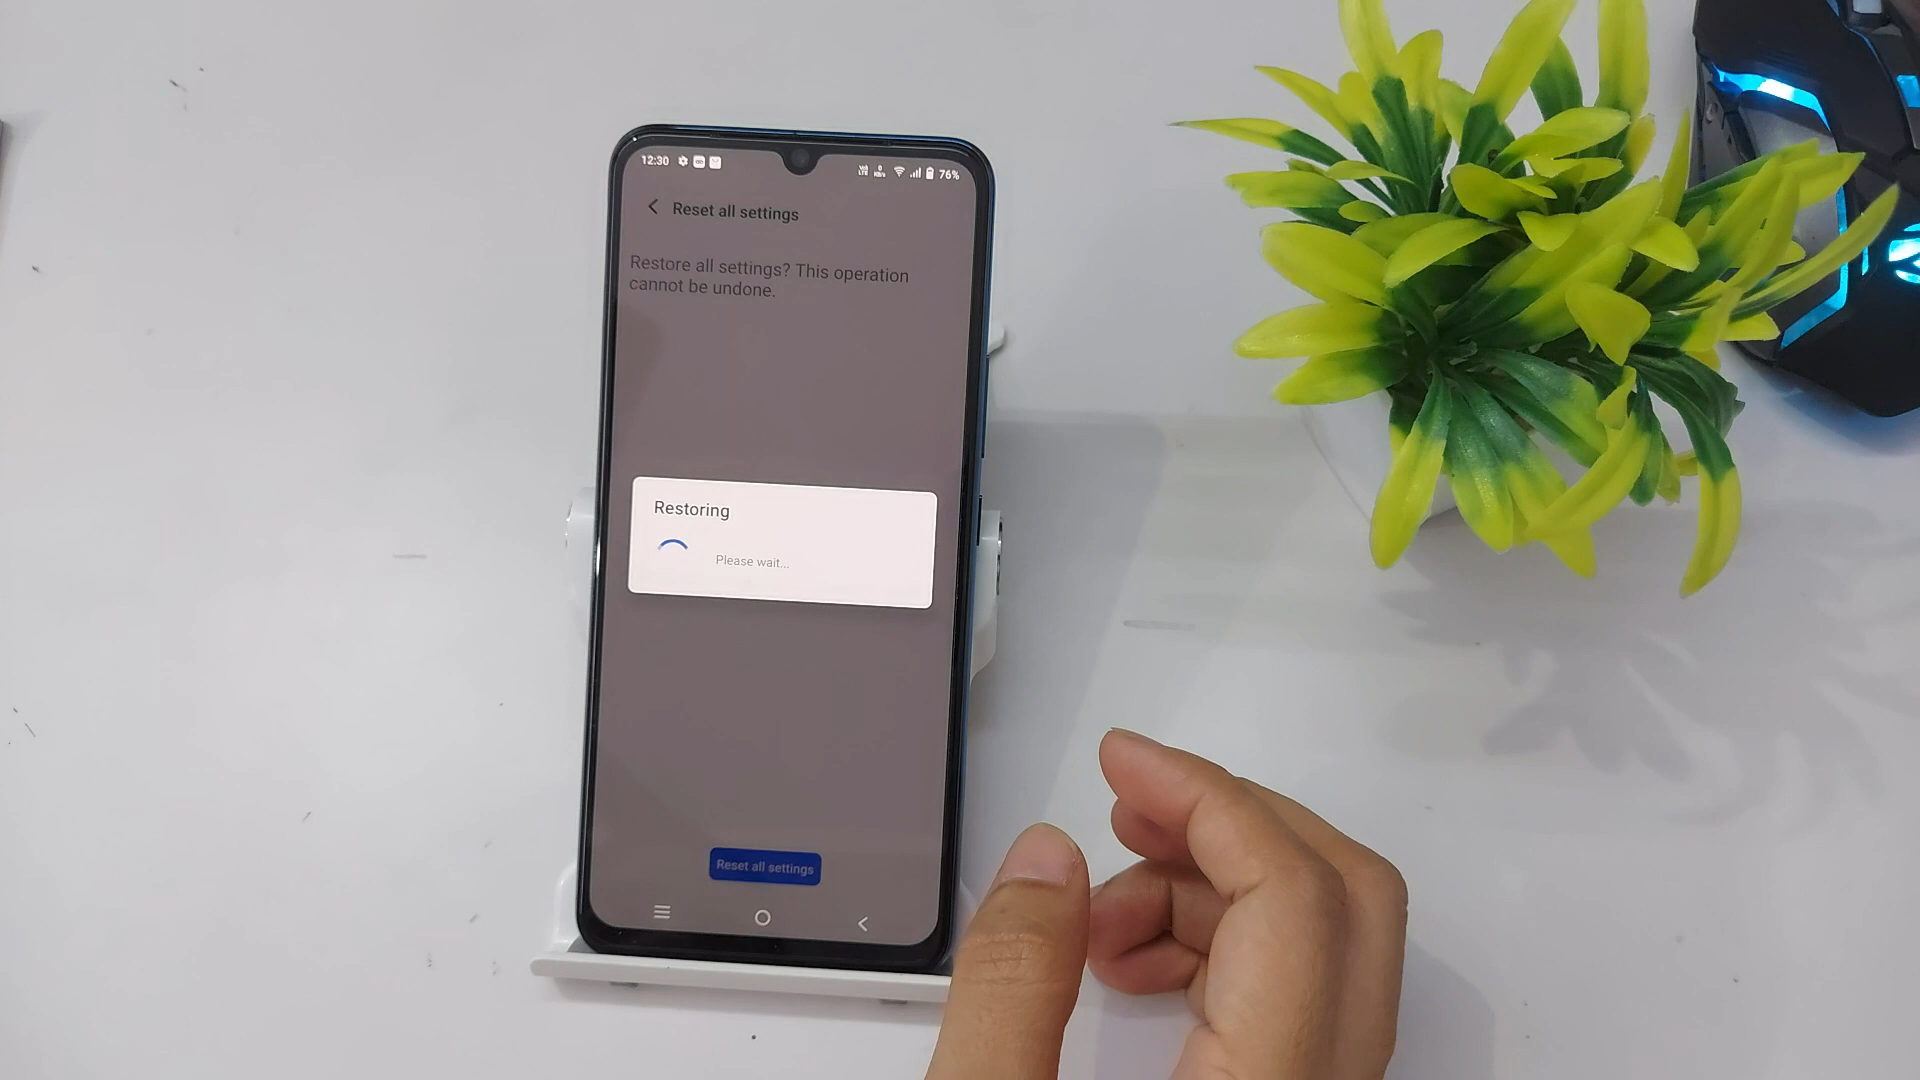 12:30 76%
Reset all settings
Restore all settings? This operation
cannot be undone.
Restoring
Please wait...
Reset all settings